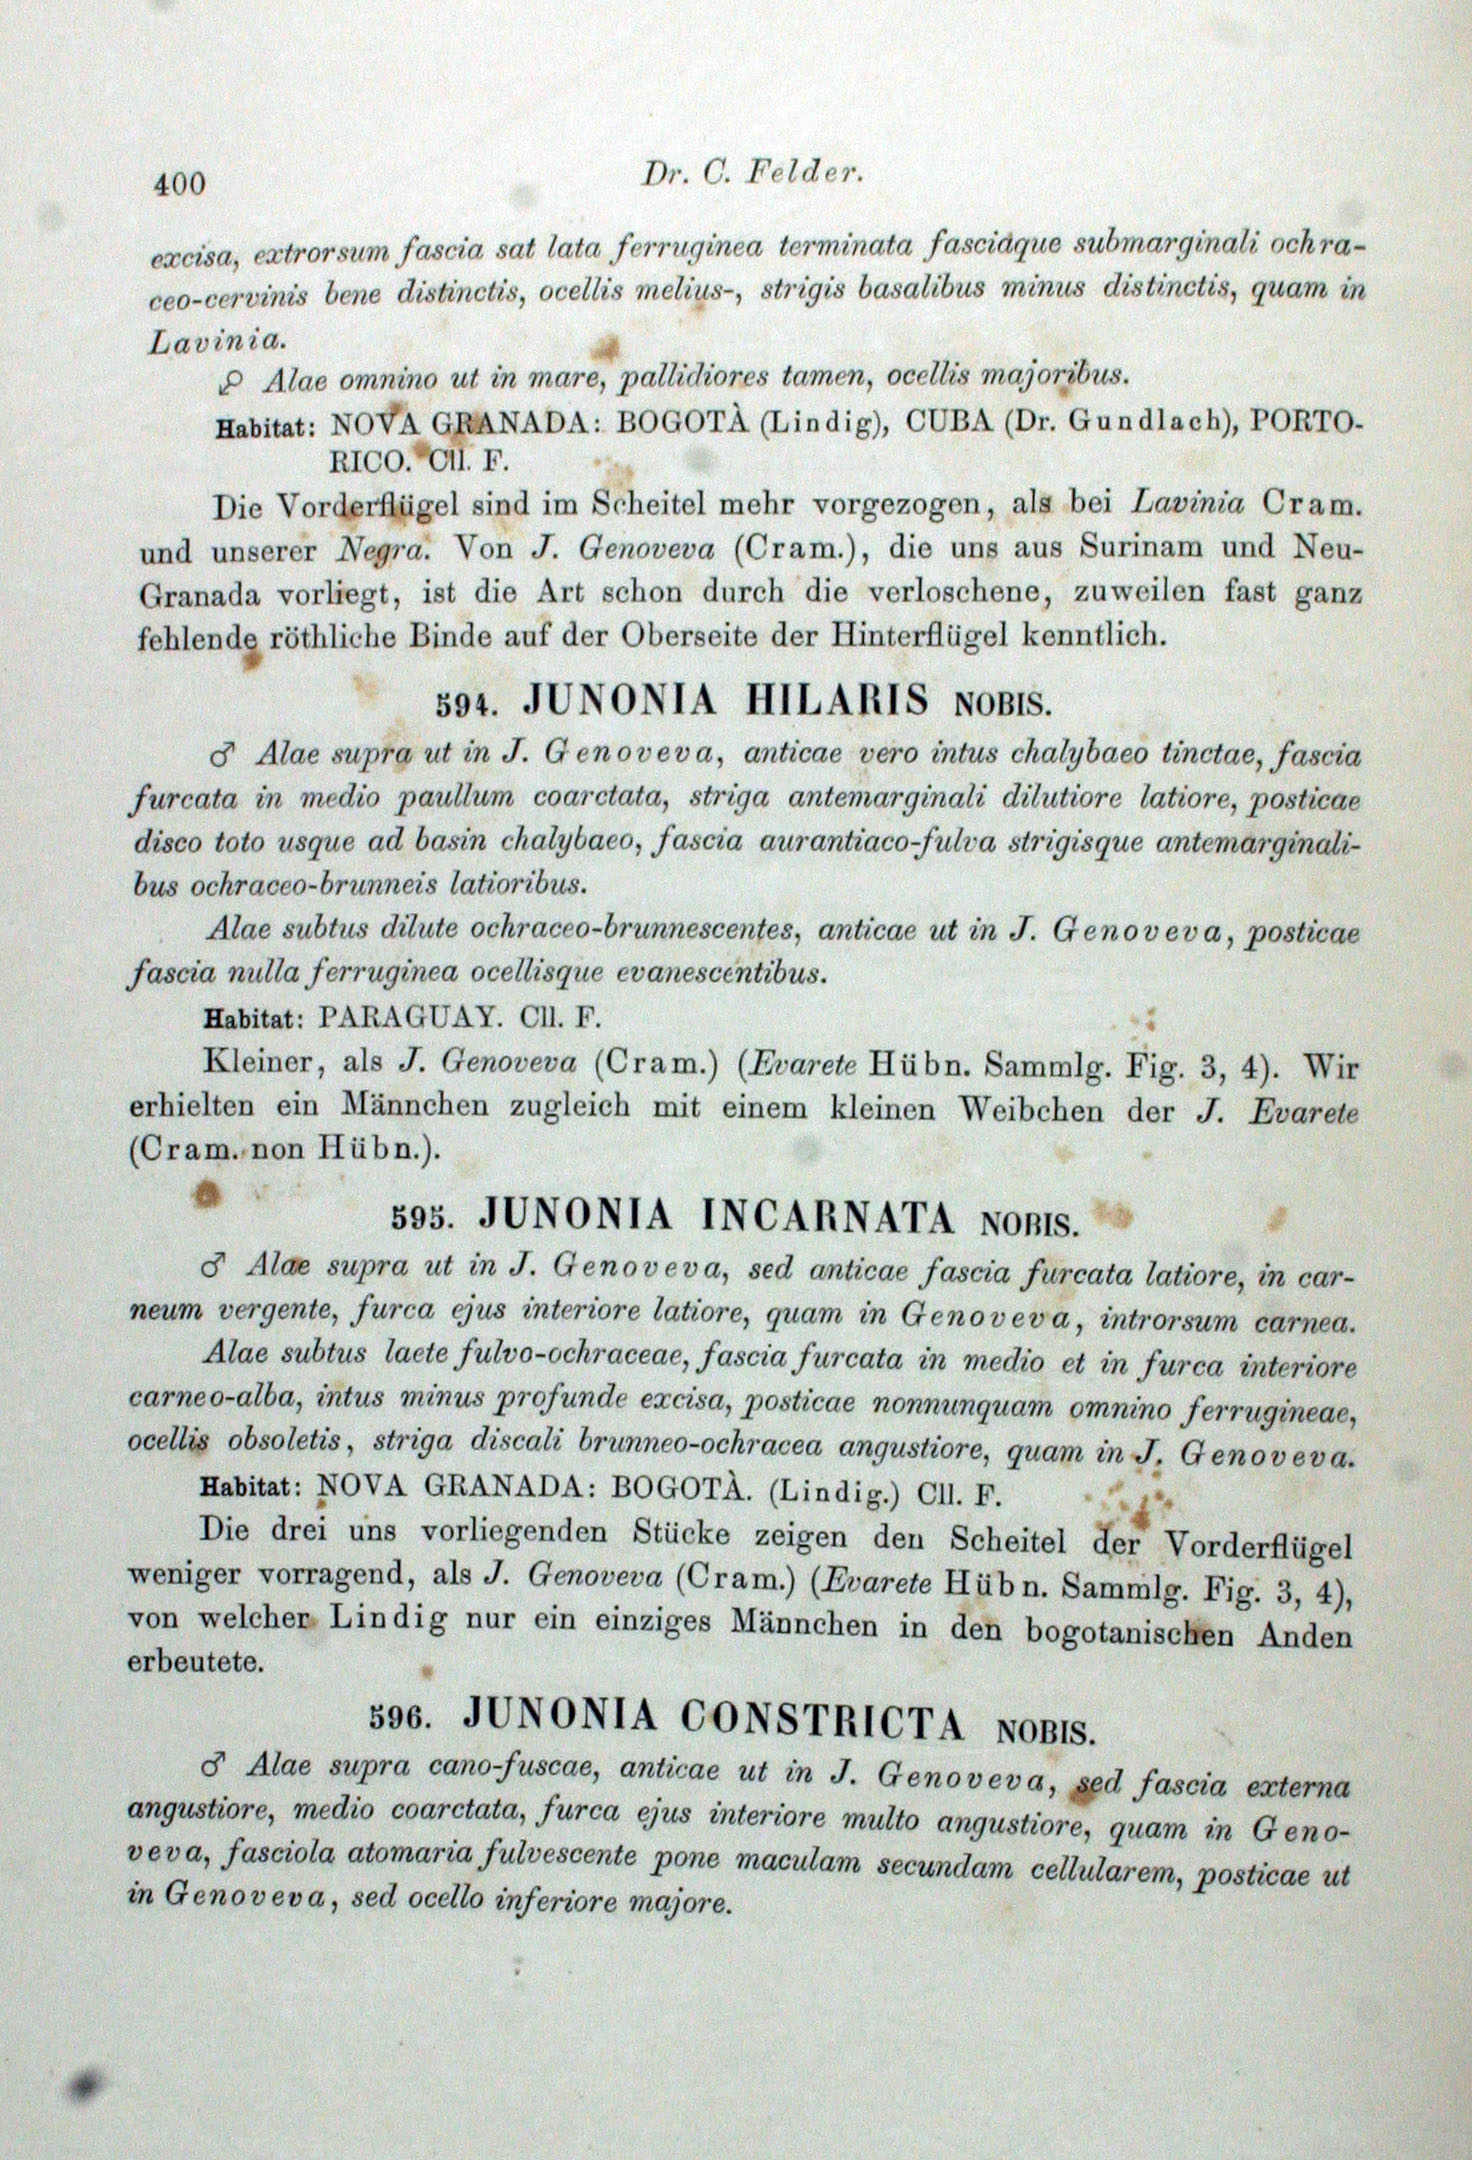 400
Dr. C. Felder.
excisa, extrorsum fascia sat lata ferruginea terminata fasciaque submarginali ochra-
ceo-cervinis bene distinctis, ocellis melius-, strigis basalibus minus distinctis, quam in
Lavinia.
♀ Alae omnino ut in mare, pallidiores tamen, ocellis majoribus.
Habitat: NOVA GRANADA: BOGOTÀ (Lindig), CUBA (Dr. Gundlach), PORTO-
RICO. Cll. F.
Die Vorderflügel sind im Scheitel mehr vorgezogen, als bei Lavinia Cram.
und unserer Negra. Von J. Genoveva (Cram.), die uns aus Surinam und Neu-
Granada vorliegt, ist die Art schon durch die verloschene, zuweilen fast ganz
fehlende röthliche Binde auf der Oberseite der Hinterflügel kenntlich.
594. JUNONIA HILARIS NOBIS.
♂ Alae supra ut in J. Genoveva, anticae vero intus chalybaeo tinctae, fascia
furcata in medio paullum coarctata, striga antemarginali dilutiore latiore, posticae
disco toto usque ad basin chalybaeo, fascia aurantiaco-fulva strigisque antemarginali-
bus ochraceo-brunneis latioribus.
Alae subtus dilute ochraceo-brunnescentes, anticae ut in J. Genoveva, posticae
fascia nulla ferruginea ocellisque evanescentibus.
Habitat: PARAGUAY. Cll. F.
Kleiner, als J. Genoveva (Cram.) (Evarete Hübn. Sammlg. Fig. 3, 4). Wir
erhielten ein Männchen zugleich mit einem kleinen Weibchen der J. Evarete
(Cram. non Hübn.).
595. JUNONIA INCARNATA NOBIS.
♂ Alae supra ut in J. Genoveva, sed anticae fascia furcata latiore, in car-
neum vergente, furca ejus interiore latiore, quam in Genoveva, introrsum carnea.
Alae subtus laete fulvo-ochraceae, fascia furcata in medio et in furca interiore
carneo-alba, intus minus profunde excisa, posticae nonnunquam omnino ferrugineae,
ocellis obsoletis, striga discali brunneo-ochracea angustiore, quam in J. Genoveva.
Habitat: NOVA GRANADA: BOGOTÀ. (Lindig.) Cll. F.
Die drei uns vorliegenden Stücke zeigen den Scheitel der Vorderflügel
weniger vorragend, als J. Genoveva (Cram.) (Evarete Hübn. Sammlg. Fig. 3, 4),
von welcher Lindig nur ein einziges Männchen in den bogotanischen Anden
erbeutete.
596. JUNONIA CONSTRICTA NOBIS.
♂ Alae supra cano-fuscae, anticae ut in J. Genoveva, sed fascia externa
angustiore, medio coarctata, furca ejus interiore multo angustiore, quam in Geno-
veva, fasciola atomaria fulvescente pone maculam secundam cellularem, posticae ut
in Genoveva, sed ocello inferiore majore.